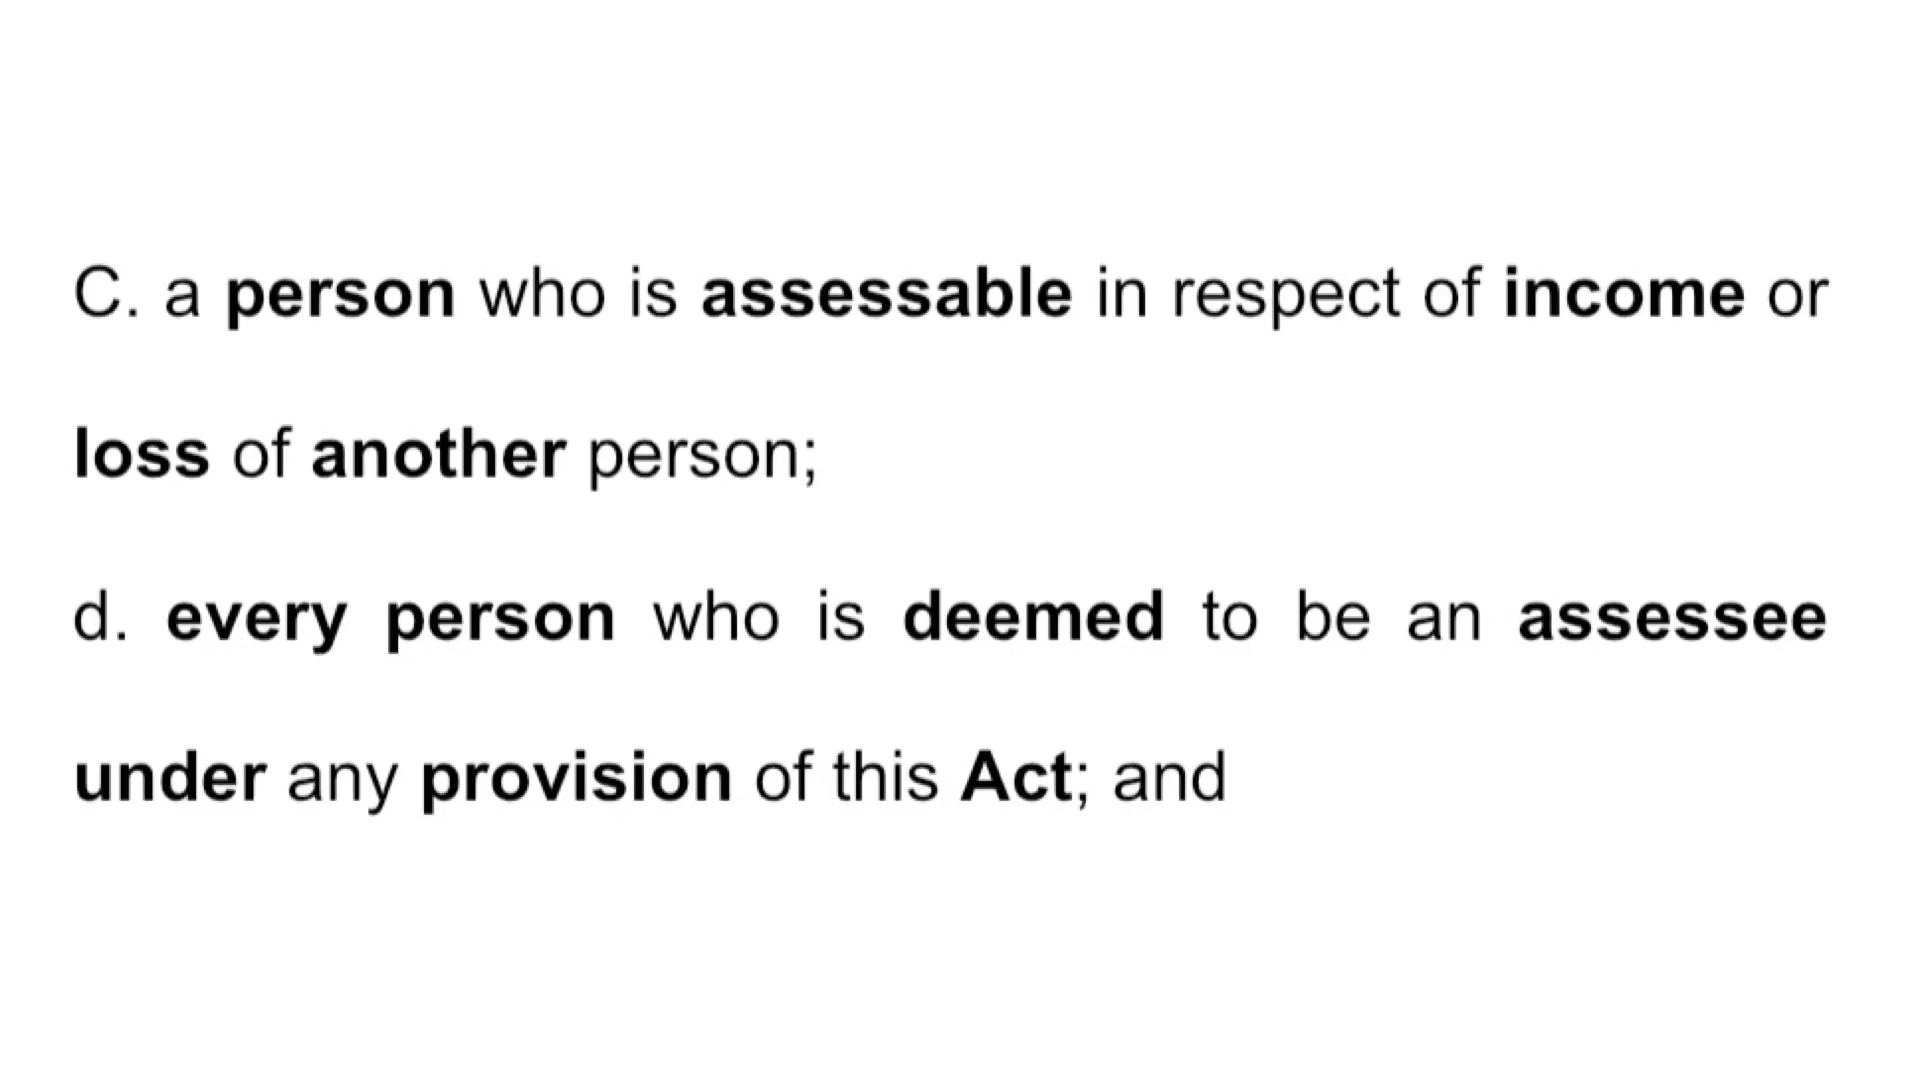 C. a person who is assessable in respect of income or
loss of another person;
d. every person who is deemed to be an assessee
under any provision of this Act; and